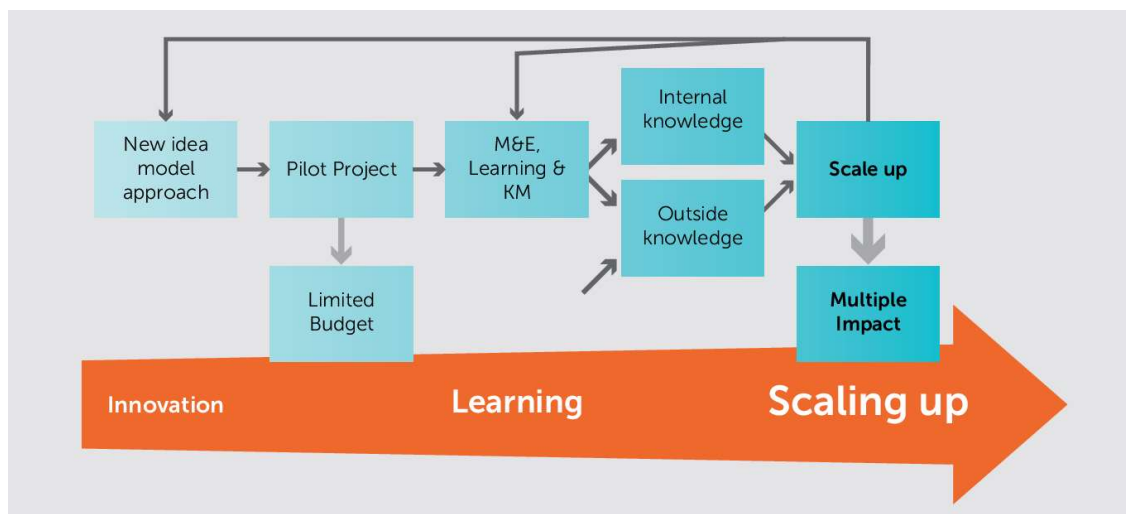 New idea
model
approach
Pilot Project
M&E,
Learning &
KM
Internal
knowledge
Outside
knowledge
Scale up
Limited
Budget
Multiple
Impact
Innovation
Learning
Scaling up